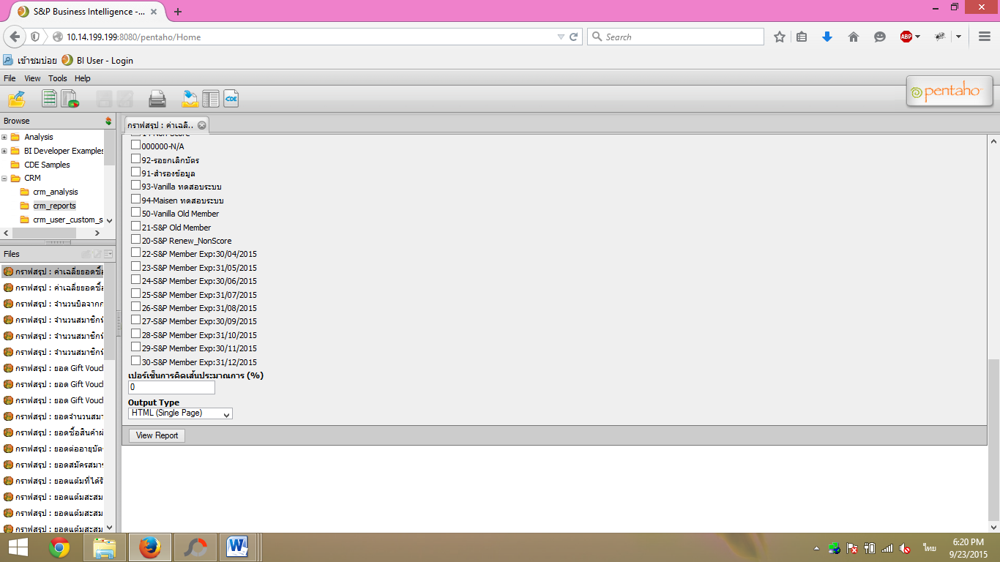 S&P Business Intelligence -...
10.14.199.199:8080/pentaho/Home
Search
ABP
เข้าชมบ่อย
BI User - Login
File View Tools Help
CDE
pentaho
Browse
Analysis
BI Developer Examples
CDE Samples
CRM
crm_analysis
crm_reports
crm_user_custom_s
Files
กราฟสรุป : ค่าเฉลี่ยยอดซื้อ
กราฟสรุป : ค่าเฉลี่ยยอดซื้อ
กราฟสรุป : จำนวนบิลจากก
กราฟสรุป : จำนวนสมาชิกที
กราฟสรุป : จำนวนสมาชิกที
กราฟสรุป : จำนวนสมาชิกที
กราฟสรุป : ยอด Gift Vouch
กราฟสรุป : ยอด Gift Vouch
กราฟสรุป : ยอด Gift Vouch
กราฟสรุป : ยอดจำนวนสมา
กราฟสรุป : ยอดซื้อสินค้าผ่
กราฟสรุป : ยอดต่ออายุบัตร
กราฟสรุป : ยอดสมัครสมาช
กราฟสรุป : ยอดแต้มที่ได้รั
กราฟสรุป : ยอดแต้มสะสม
กราฟสรุป : ยอดแต้มสะสม
กราฟสรุป : ยอดแต้มสะสม
กราฟสรุป : ค่าเฉลี..
14-Non Score
000000-N/A
92-รอยกเลิกบัตร
91-สำรองข้อมูล
93-Vanilla ทดสอบระบบ
94-Maisen ทดสอบระบบ
50-Vanilla Old Member
21-S&P Old Member
20-S&P Renew_NonScore
22-S&P Member Exp:30/04/2015
23-S&P Member Exp:31/05/2015
24-S&P Member Exp:30/06/2015
25-S&P Member Exp:31/07/2015
26-S&P Member Exp:31/08/2015
27-S&P Member Exp:30/09/2015
28-S&P Member Exp:31/10/2015
29-S&P Member Exp:30/11/2015
30-S&P Member Exp:31/12/2015
เปอร์เซ็นการคิดเส้นประมาณการ (%)
0
Output Type
HTML (Single Page)
View Report
ไทย
6:20 PM
9/23/2015